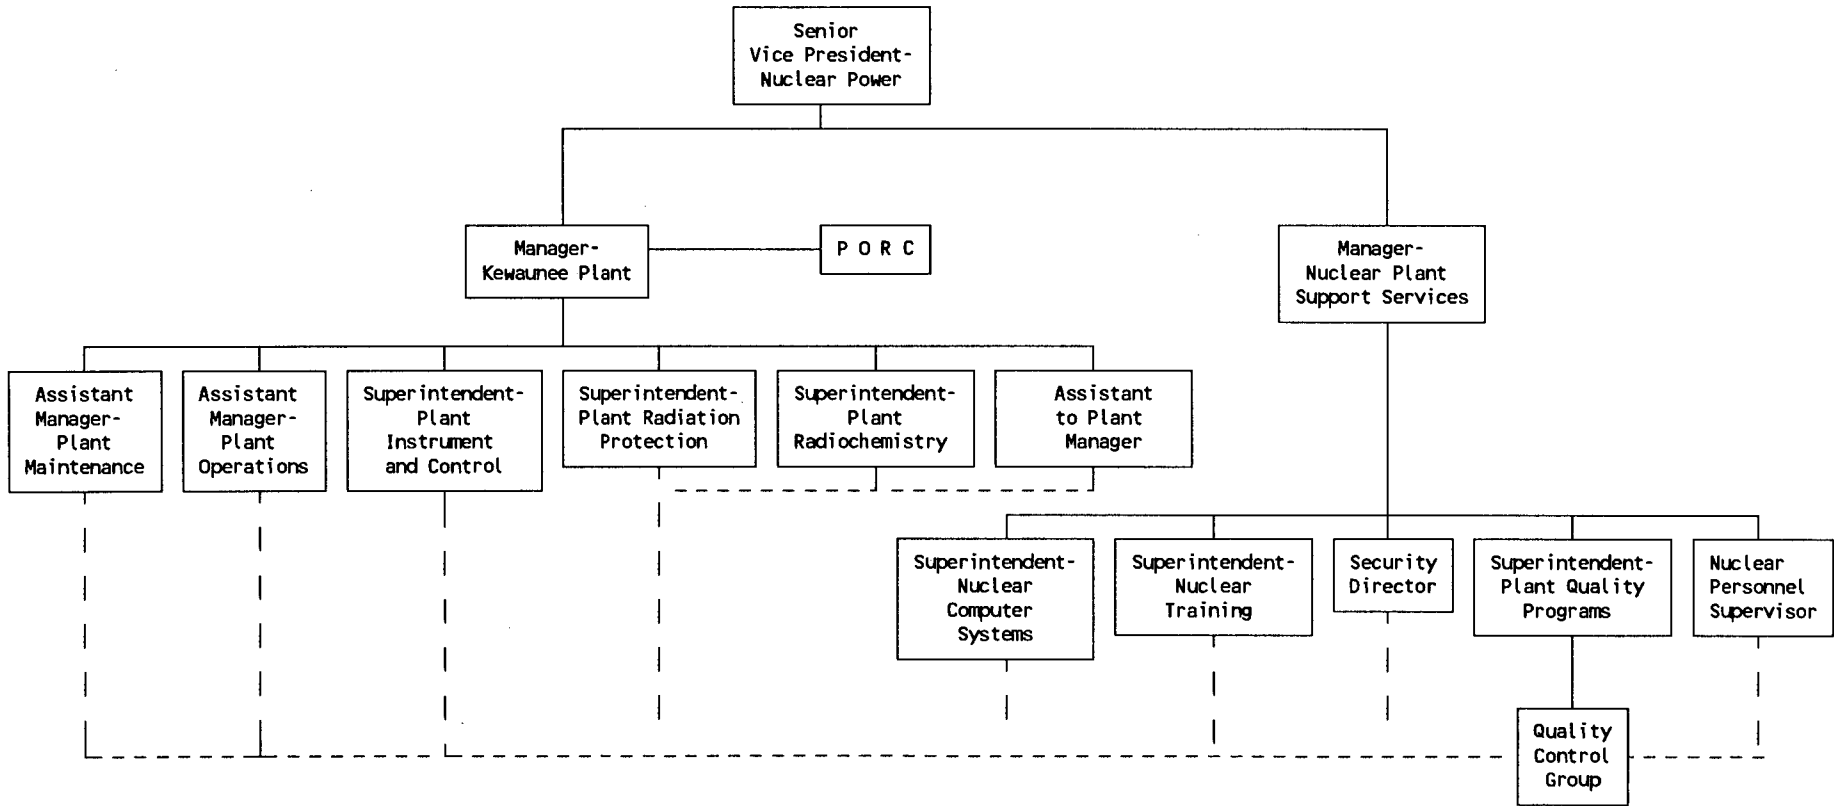 Senior
Vice President-
Nuclear Power
Manager-
Kewaunee Plant
P O R C
Manager-
Nuclear Plant
Support Services
Assistant
Manager-
Plant
Maintenance
Assistant
Manager-
Plant
Operations
Superintendent-
Plant
Instrument
and Control
Superintendent-
Plant Radiation
Protection
Superintendent-
Plant
Radiochemistry
Assistant
to Plant
Manager
Superintendent-
Nuclear
Computer
Systems
Superintendent-
Nuclear
Training
Security
Director
Superintendent-
Plant Quality
Programs
Nuclear
Personnel
Supervisor
Quality
Control
Group